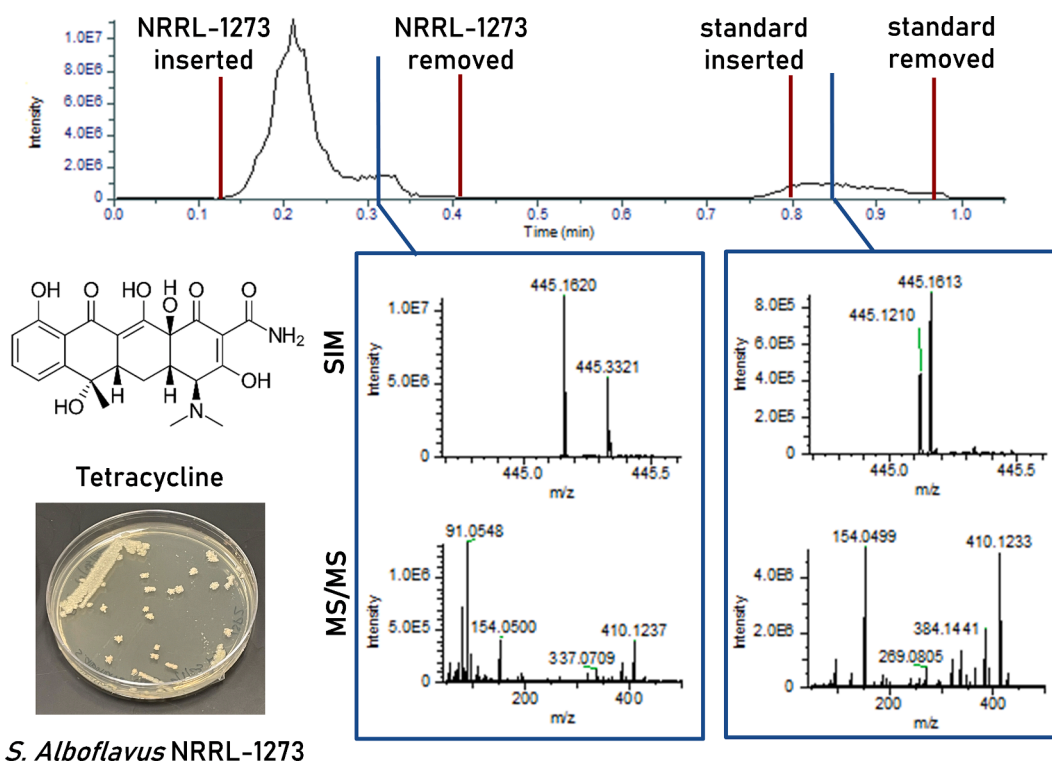 NRRL-1273
inserted
NRRL-1273
removed
standard
inserted
standard
removed
Intensity
1.0E7
8.0E6
6.0E6
4.0E6
2.0E6
0
0.0 0.1 0.2 0.3 0.4 0.5 0.6 0.7 0.8 0.9 1.0
Time (min)
OH O HO H O O
O
NH2
OH
HO H H
N
Tetracycline
S. Alboflavus NRRL-1273
SIM
Intensity
1.0E7
5.0E6
0
445.1620
445.3321
445.0 445.5
m/z
Intensity
8.0E5
6.0E5
4.0E5
2.0E5
0
445.1613
445.1210
445.0 445.5
m/z
MS/MS
Intensity
1.0E6
5.0E5
0
91.0548
154.0500
337.0709
410.1237
200 400
m/z
Intensity
4.0E6
2.0E6
0
154.0499
410.1233
384.1441
269.0805
200 400
m/z